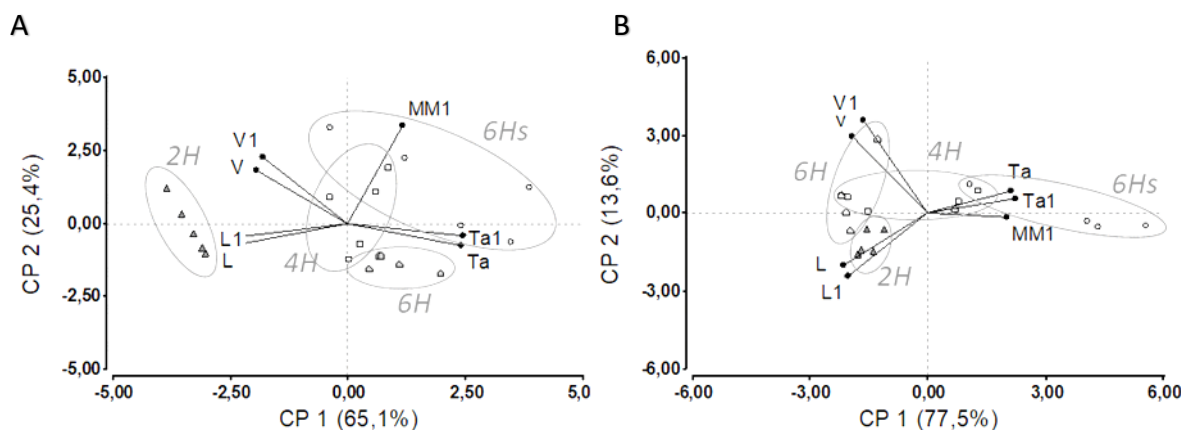 A
B
5,00
2,50
0,00
-2,50
-5,00
CP 2 (25,4%)
-5,00
-2,50
0,00
2,50
5,0
CP 1 (65,1%)
2H
V1
V
L1
L
4H
6H
MM1
6Hs
Ta1
Ta
6,00
3,00
0,00
-3,00
-6,00
CP 2 (13,6%)
-6,00
-3,00
0,00
3,00
6,00
CP 1 (77,5%)
V1
V
6H
4H
Ta
Ta1
MM1
6Hs
L
L1
2H